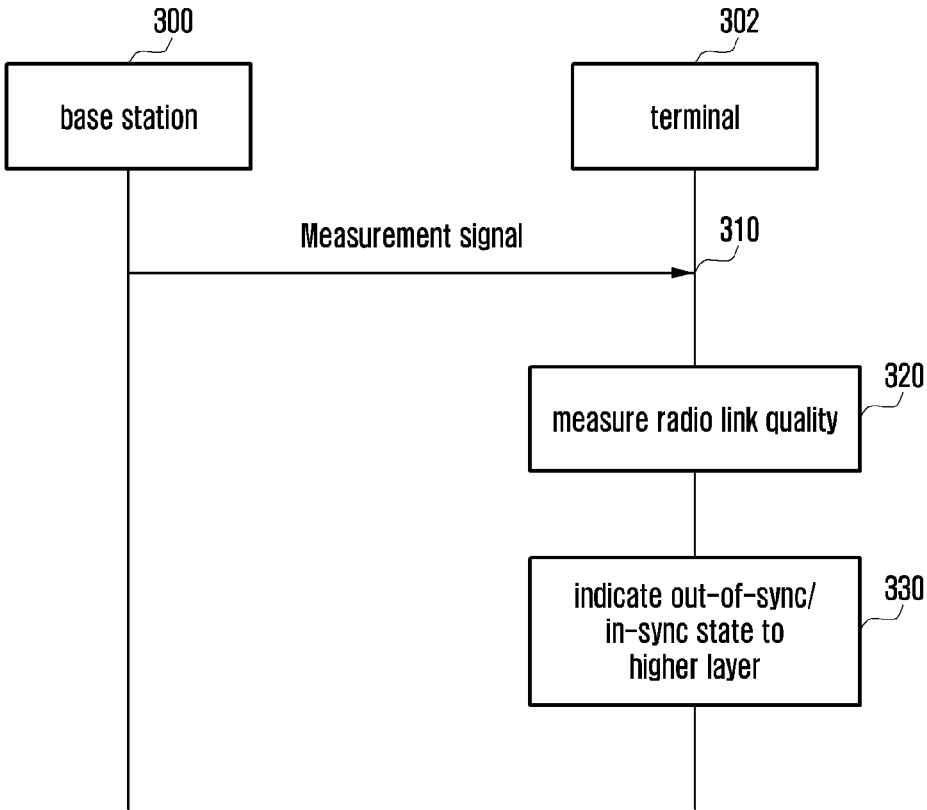 300
302
base station
terminal
Measurement signal
310
320
measure radio link quality
330
indicate out-of-sync/
in-sync state to
higher layer